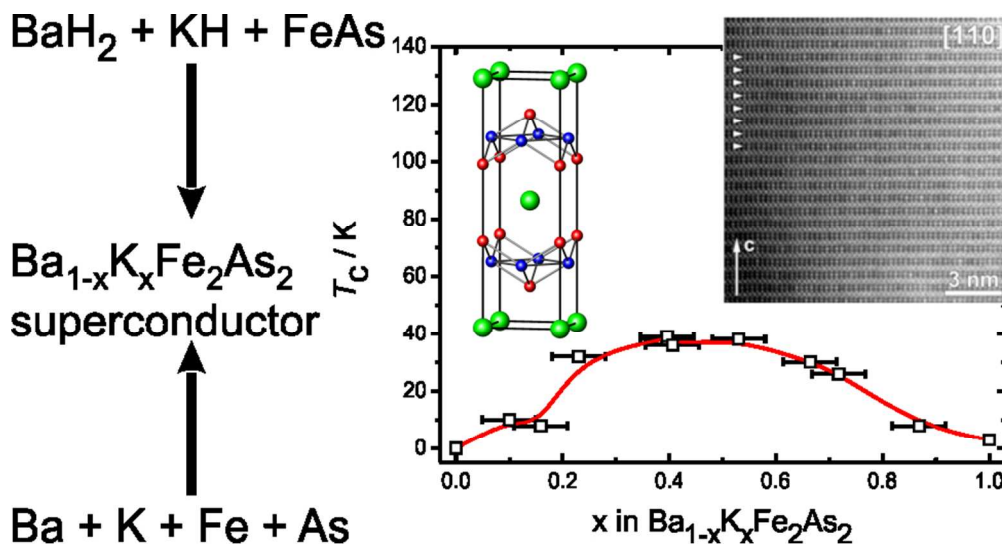 BaH₂ + KH + FeAs
Ba₁₋ₓKₓFe₂As₂
superconductor
Ba + K + Fe + As
T_C / K
140
120
100
80
60
40
20
0
0.0 0.2 0.4 0.6 0.8 1.0
x in Ba₁₋ₓKₓFe₂As₂
[110]
c
3 nm